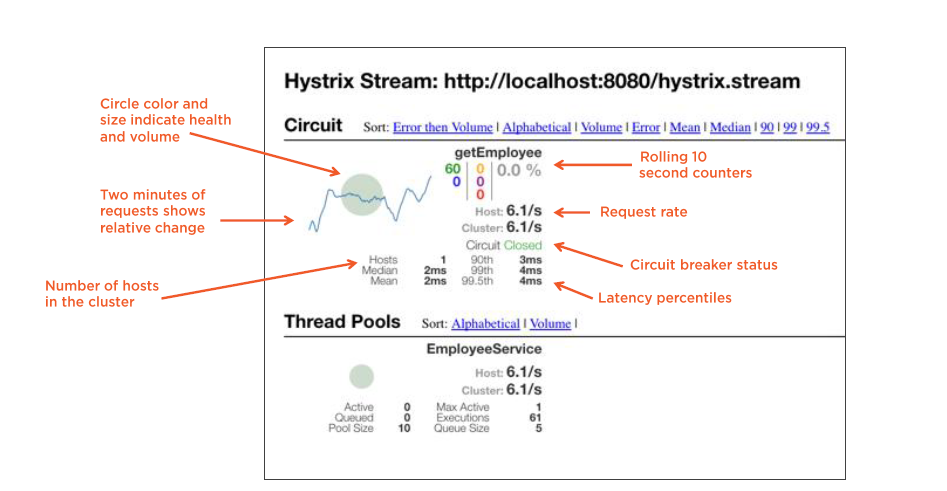 Hystrix Stream: http://localhost:8080/hystrix.stream
Circle color and
size indicate health
and volume
Circuit Sort: Error then Volume | Alphabetical | Volume | Error | Mean | Median | 90 | 99 | 99.5
getEmployee
60 0 0.0 %
0 0
0
Rolling 10
second counters
Two minutes of
requests shows
relative change
Host: 6.1/s
Request rate
Cluster: 6.1/s
Circuit Closed
Circuit breaker status
Number of hosts
in the cluster
Hosts 1 90th 3ms
Median 2ms 99th 4ms
Mean 2ms 99.5th 4ms
Latency percentiles
Thread Pools Sort: Alphabetical | Volume |
EmployeeService
Host: 6.1/s
Cluster: 6.1/s
Active 0 Max Active 1
Queued 0 Executions 61
Pool Size 10 Queue Size 5